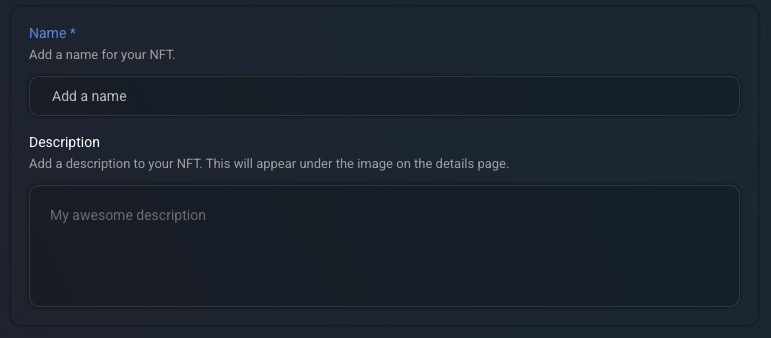 Name *
Add a name for your NFT.
Add a name
Description
Add a description to your NFT. This will appear under the image on the details page.
My awesome description